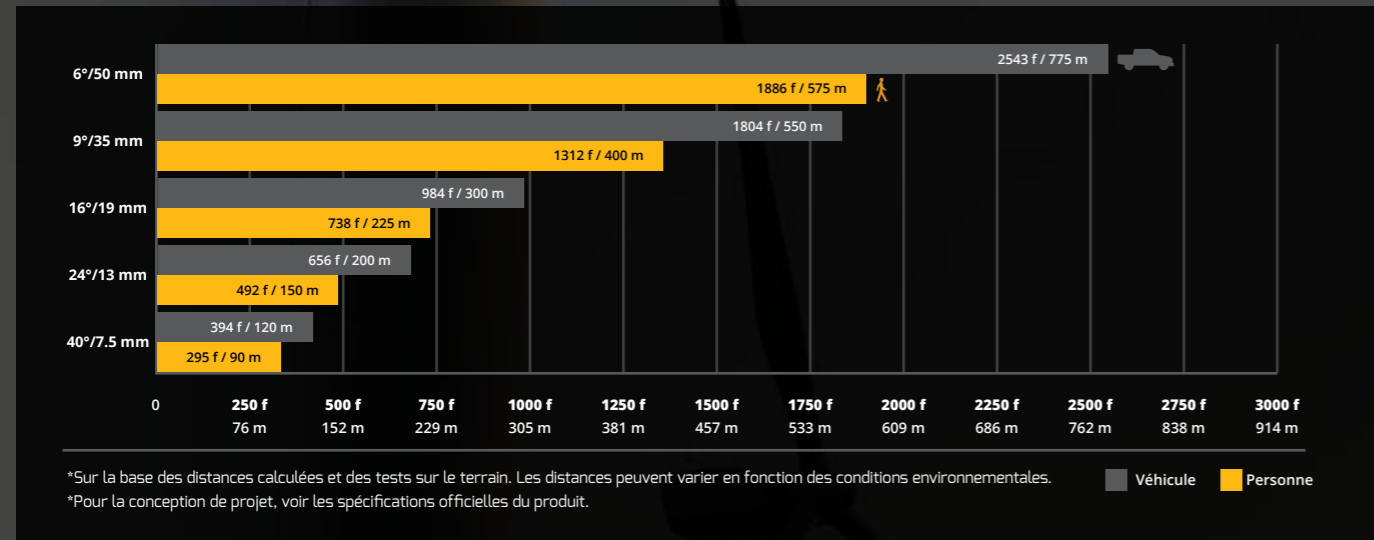 2543 f / 775 m
6°/50 mm
1886 f / 575 m
1804 f / 550 m
9°/35 mm
1312 f / 400 m
984 f / 300 m
16°/19 mm
738 f / 225 m
656 f / 200 m
24°/13 mm
492 f / 150 m
394 f / 120 m
40°/7.5 mm
295 f / 90 m
0 250 f 500 f 750 f 1000 f 1250 f 1500 f 1750 f 2000 f 2250 f 2500 f 2750 f 3000 f
76 m 152 m 229 m 305 m 381 m 457 m 533 m 609 m 686 m 762 m 838 m 914 m
*Sur la base des distances calculées et des tests sur le terrain. Les distances peuvent varier en fonction des conditions environnementales.
*Pour la conception de projet, voir les spécifications officielles du produit.
Véhicule Personne